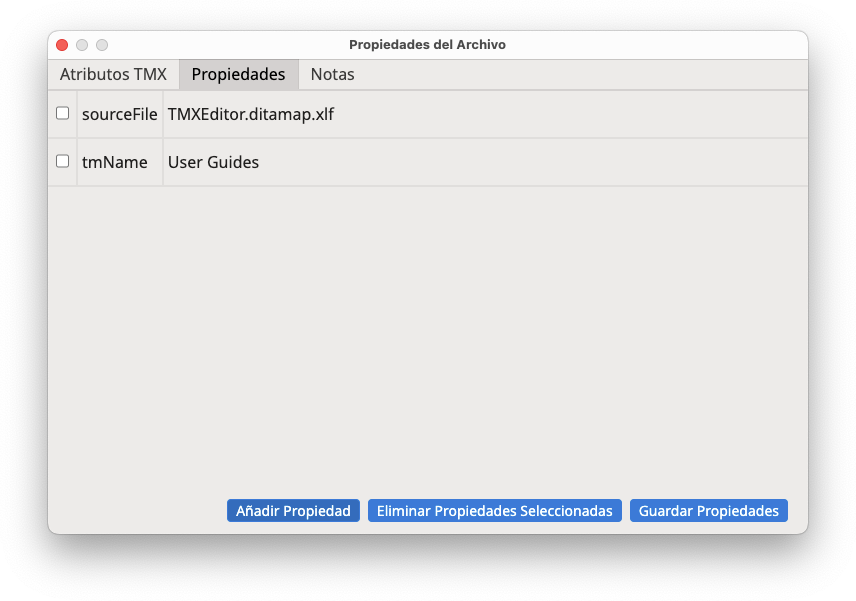 Propiedades del Archivo
Atributos TMX Propiedades Notas
sourceFile TMXEditor.ditamap.xlf
tmName User Guides
Añadir Propiedad Eliminar Propiedades Seleccionadas Guardar Propiedades